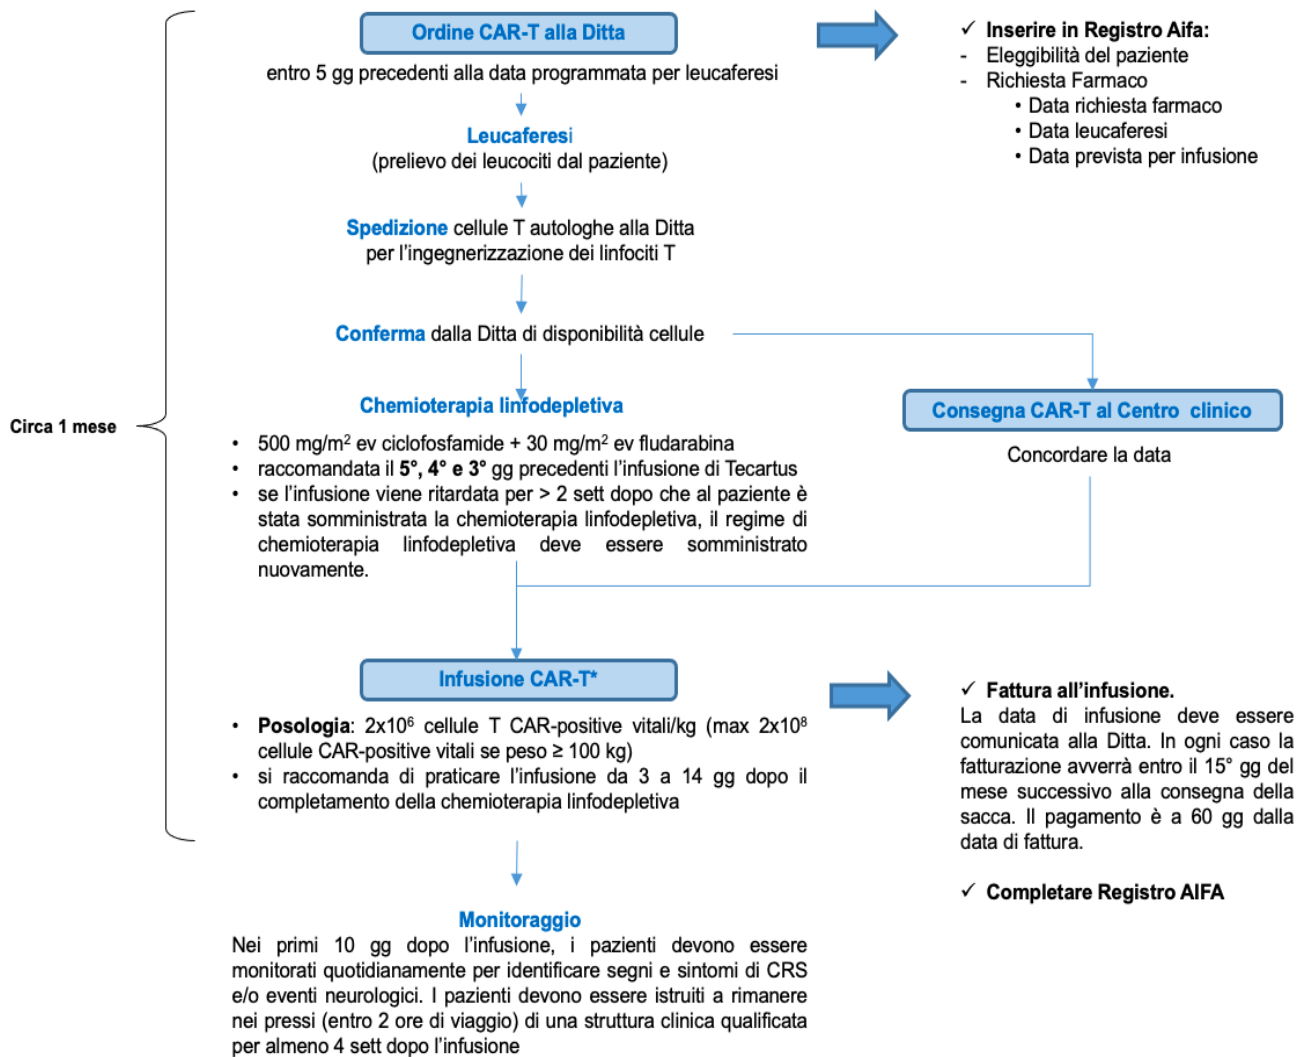 Ordine CAR-T alla Ditta
entro 5 gg precedenti alla data programmata per leucaferesi
✓ Inserire in Registro Aifa:
- Eleggibilità del paziente
- Richiesta Farmaco
• Data richiesta farmaco
• Data leucaferesi
• Data prevista per infusione
Leucaferesi
(prelievo dei leucociti dal paziente)
Spedizione cellule T autologhe alla Ditta
per l'ingegnerizzazione dei linfociti T
Conferma dalla Ditta di disponibilità cellule
Circa 1 mese
Chemioterapia linfodepletiva
• 500 mg/m² ev ciclofosfamide + 30 mg/m² ev fludarabina
• raccomandata il 5°, 4° e 3° gg precedenti l'infusione di Tecartus
• se l'infusione viene ritardata per > 2 sett dopo che al paziente è
stata somministrata la chemioterapia linfodepletiva, il regime di
chemioterapia linfodepletiva deve essere somministrato
nuovamente.
Consegna CAR-T al Centro clinico
Concordare la data
Infusione CAR-T*
• Posologia: 2x10⁶ cellule T CAR-positive vitali/kg (max 2x10⁸
cellule CAR-positive vitali se peso ≥ 100 kg)
• si raccomanda di praticare l'infusione da 3 a 14 gg dopo il
completamento della chemioterapia linfodepletiva
✓ Fattura all'infusione.
La data di infusione deve essere
comunicata alla Ditta. In ogni caso la
fatturazione avverrà entro il 15° gg del
mese successivo alla consegna della
sacca. Il pagamento è a 60 gg dalla
data di fattura.
✓ Completare Registro AIFA
Monitoraggio
Nei primi 10 gg dopo l'infusione, i pazienti devono essere
monitorati quotidianamente per identificare segni e sintomi di CRS
e/o eventi neurologici. I pazienti devono essere istruiti a rimanere
nei pressi (entro 2 ore di viaggio) di una struttura clinica qualificata
per almeno 4 sett dopo l'infusione